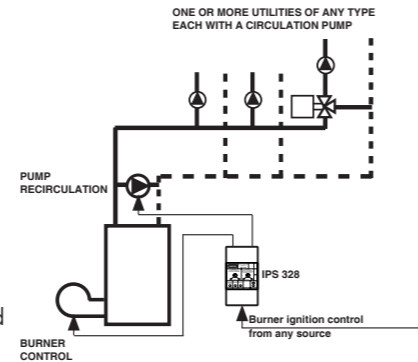 ONE OR MORE UTILITIES OF ANY TYPE
EACH WITH A CIRCULATION PUMP
PUMP
RECIRCULATION
IPS 328
Burner ignition control
from any source
BURNER
CONTROL